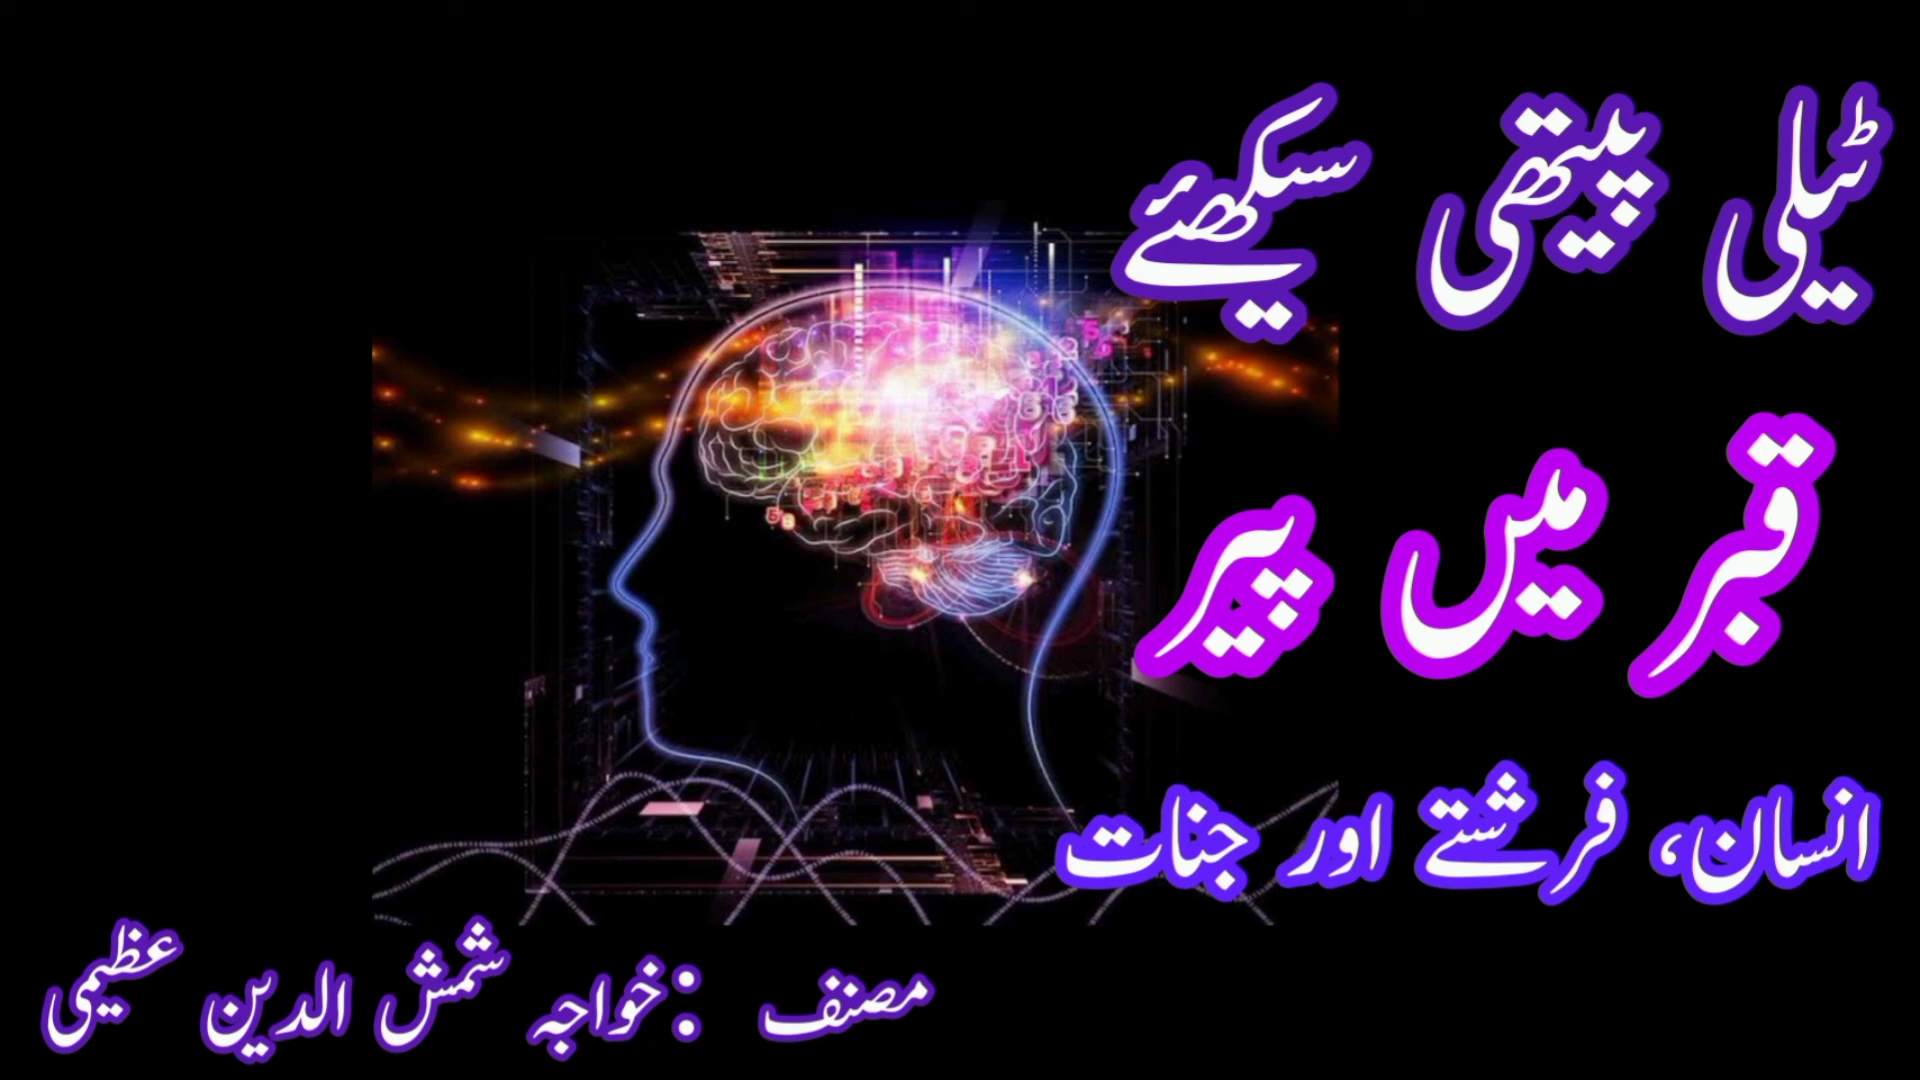 ٹیلی پیتھی سیکھئے
قبر میں پیر
انسان، فرشتے اور جنات
مصنف :خواجہ شمش الدین عظیمی